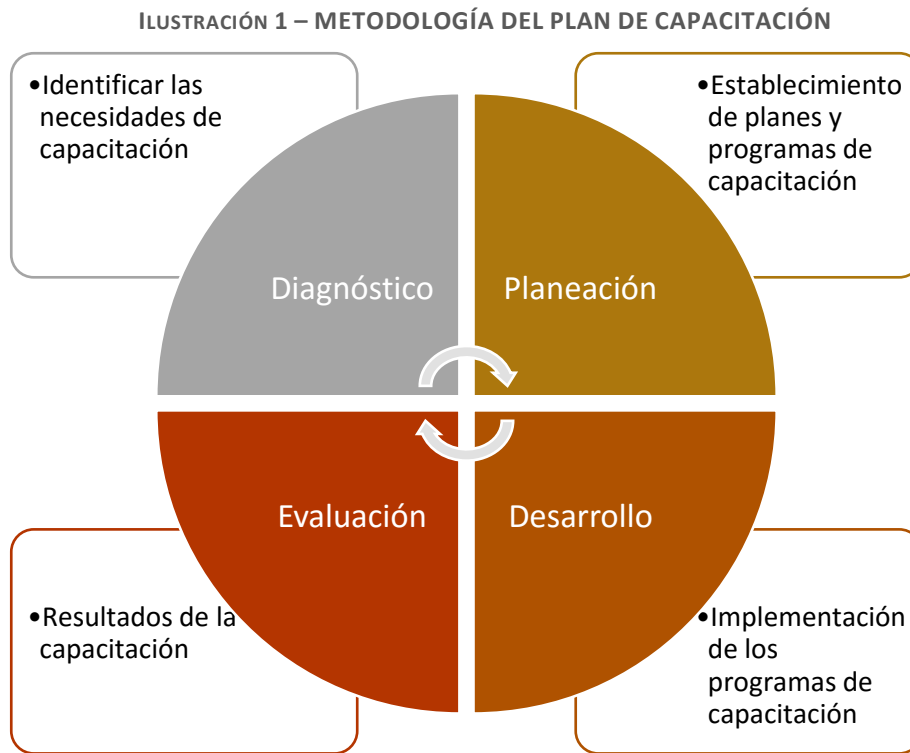 ILUSTRACIÓN 1 – METODOLOGÍA DEL PLAN DE CAPACITACIÓN
•Identificar las
necesidades de
capacitación
•Establecimiento
de planes y
programas de
capacitación
Diagnóstico
Planeación
Evaluación
Desarrollo
•Resultados de la
capacitación
•Implementación
de los
programas de
capacitación